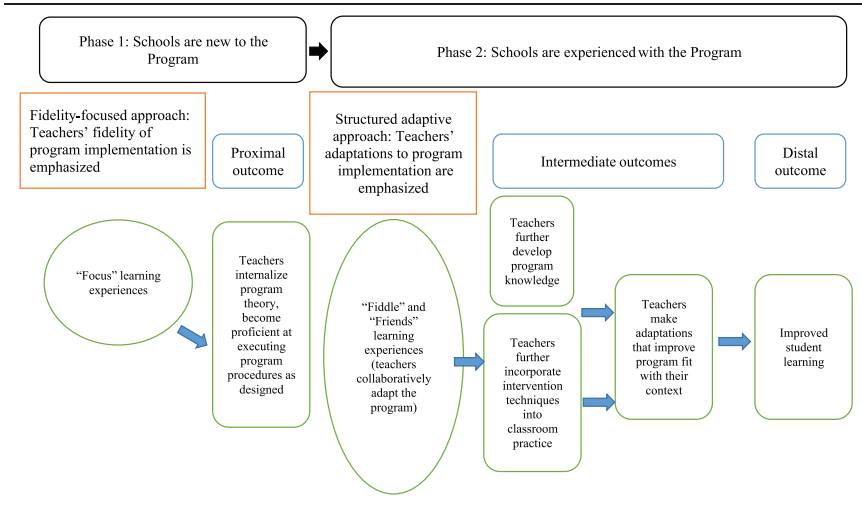 Phase 1: Schools are new to the
Program
Phase 2: Schools are experienced with the Program
Fidelity-focused approach:
Teachers' fidelity of
program implementation is
emphasized
Proximal
outcome
Structured adaptive
approach: Teachers'
adaptations to program
implementation are
emphasized
Intermediate outcomes
Distal
outcome
"Focus" learning
experiences
Teachers
internalize
program
theory,
become
proficient at
executing
program
procedures as
designed
"Fiddle" and
"Friends"
learning
experiences
(teachers
collaboratively
adapt the
program)
Teachers
further
develop
program
knowledge
Teachers
further
incorporate
intervention
techniques
into
classroom
practice
Teachers
make
adaptations
that improve
program fit
with their
context
Improved
student
learning